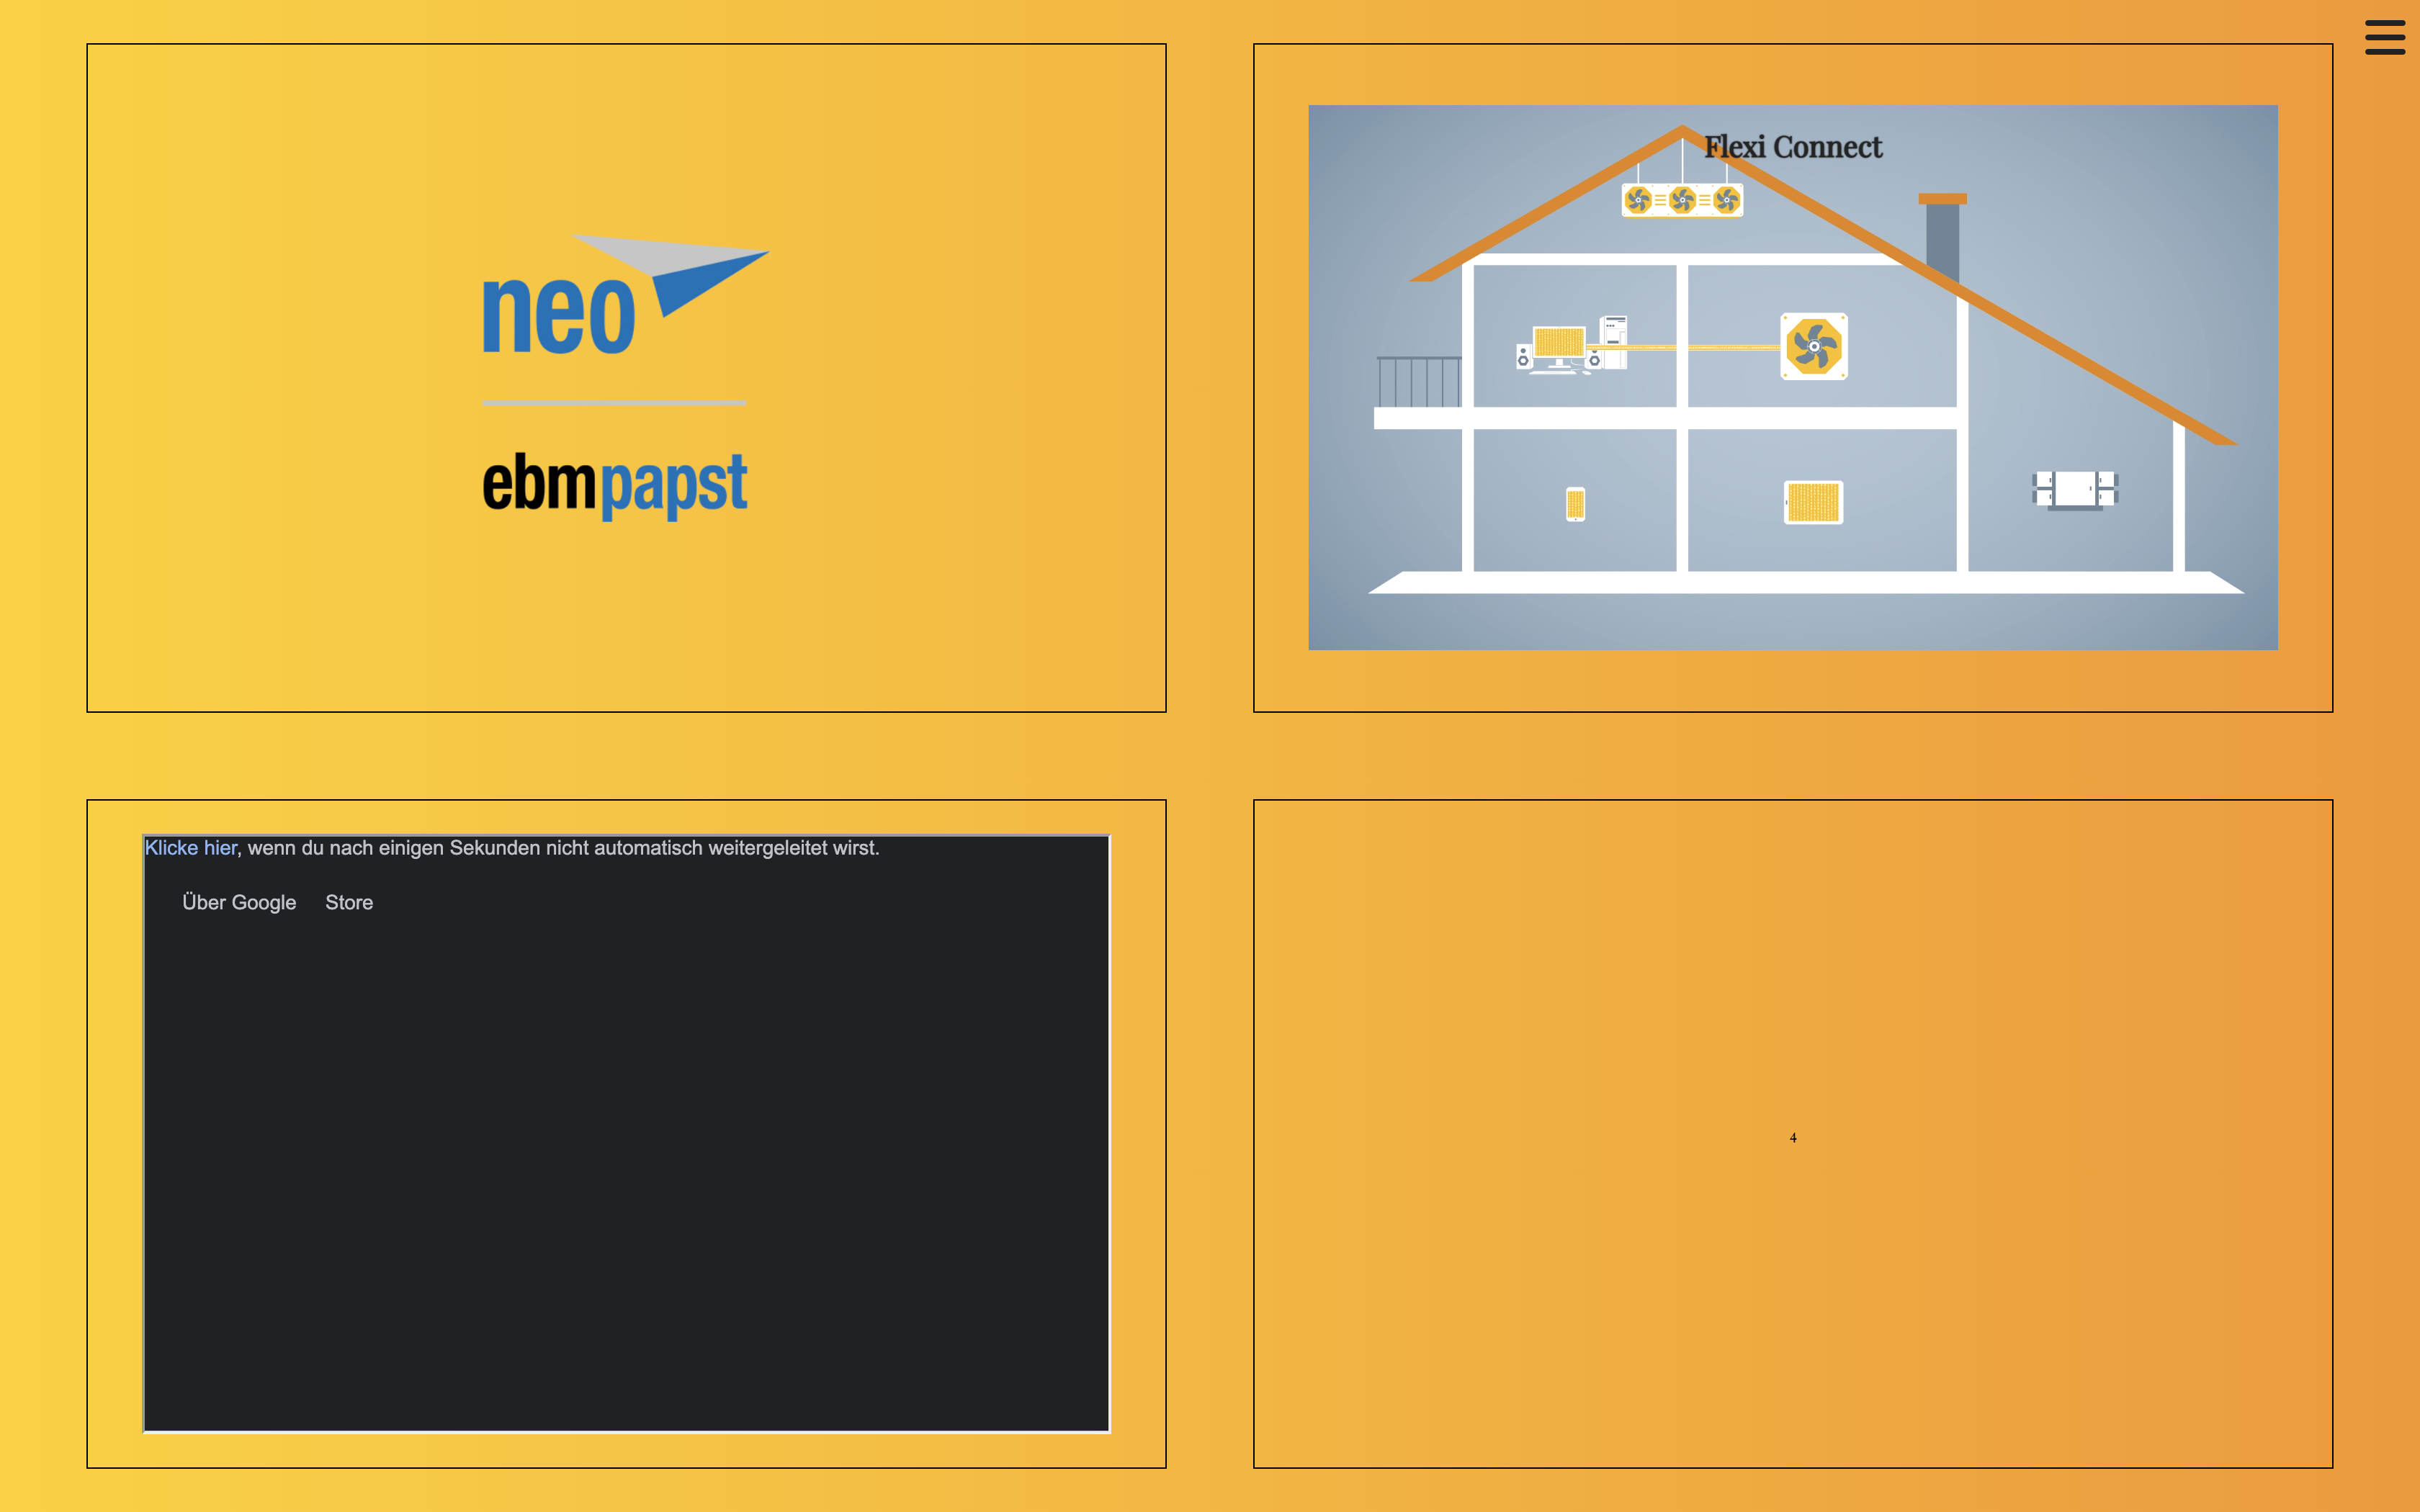 neo
ebmpapst
Flexi Connect
Klicke hier, wenn du nach einigen Sekunden nicht automatisch weitergeleitet wirst.
Über Google Store
4